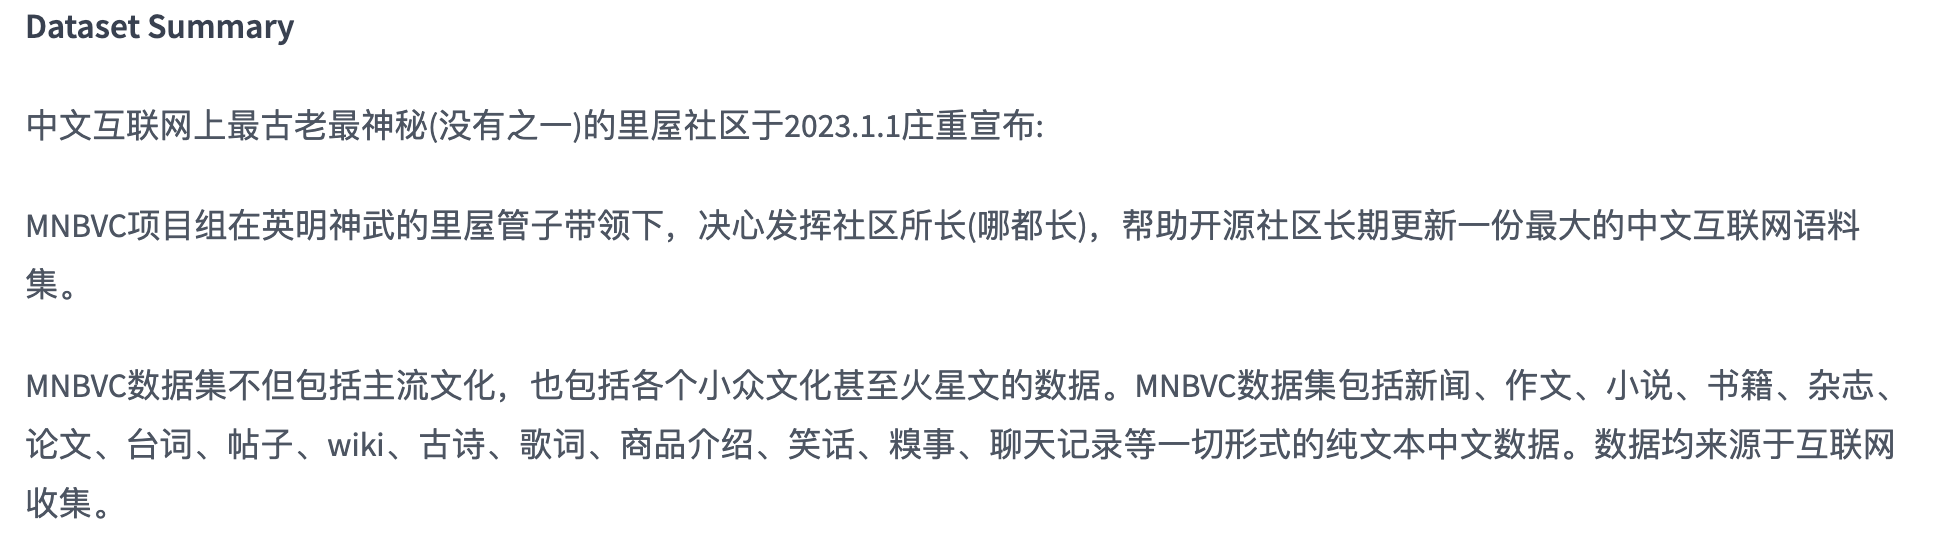 Dataset Summary
中文互联网上最古老最神秘(没有之一)的里屋社区于2023.1.1庄重宣布:
MNBVC项目组在英明神武的里屋管子带领下，决心发挥社区所长(哪都长)，帮助开源社区长期更新一份最大的中文互联网语料
集。
MNBVC数据集不但包括主流文化，也包括各个小众文化甚至火星文的数据。MNBVC数据集包括新闻、作文、小说、书籍、杂志、
论文、台词、帖子、wiki、古诗、歌词、商品介绍、笑话、糗事、聊天记录等一切形式的纯文本中文数据。数据均来源于互联网
收集。